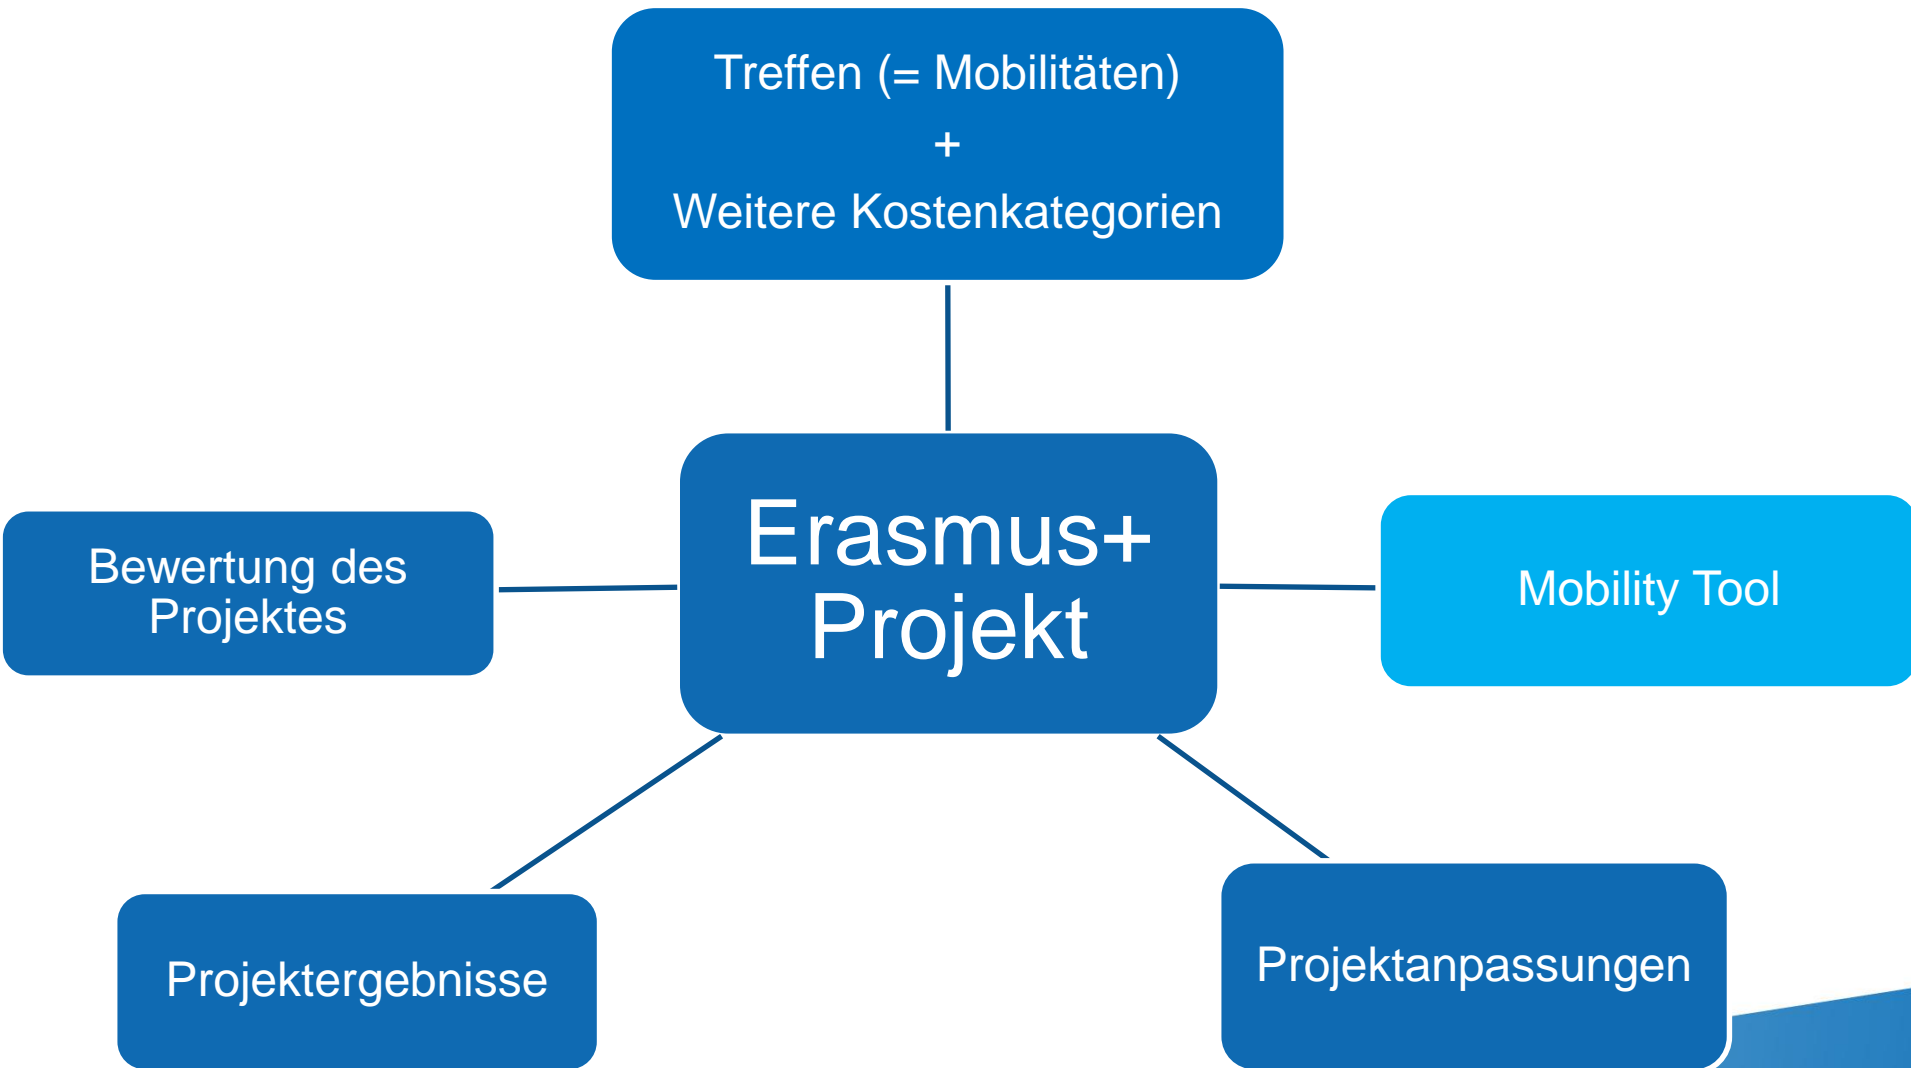 Treffen (= Mobilitäten)
+
Weitere Kostenkategorien
Erasmus+
Projekt
Bewertung des
Projektes
Mobility Tool
Projektergebnisse
Projektanpassungen